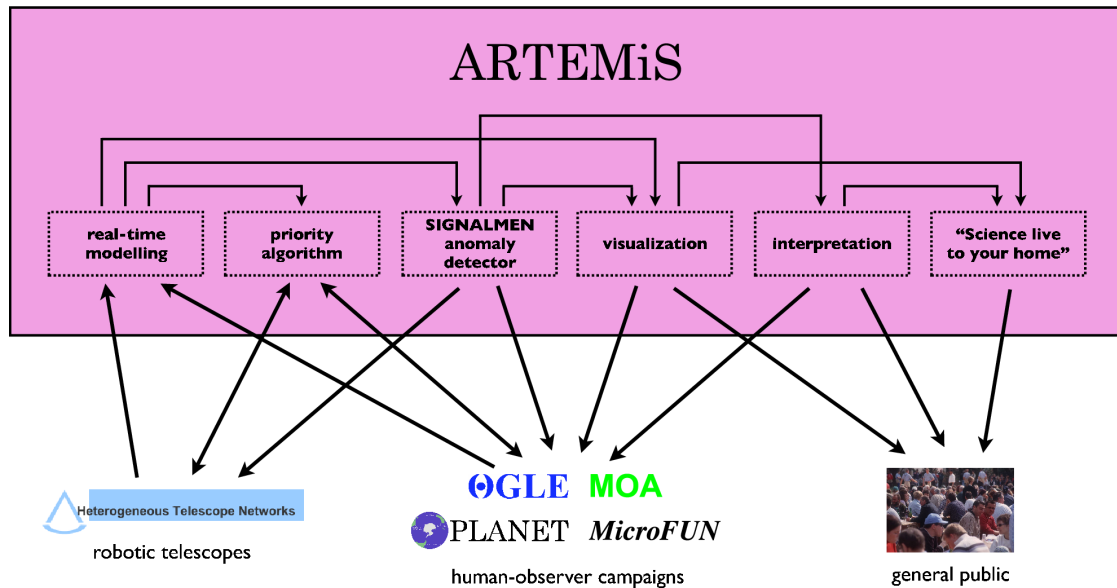 ARTEMiS
real-time
modelling
priority
algorithm
SIGNALMEN
anomaly
detector
visualization
interpretation
“Science live
to your home”
Heterogeneous Telescope Networks
robotic telescopes
ΘGLE MOA
PLANET MicroFUN
human-observer campaigns
general public